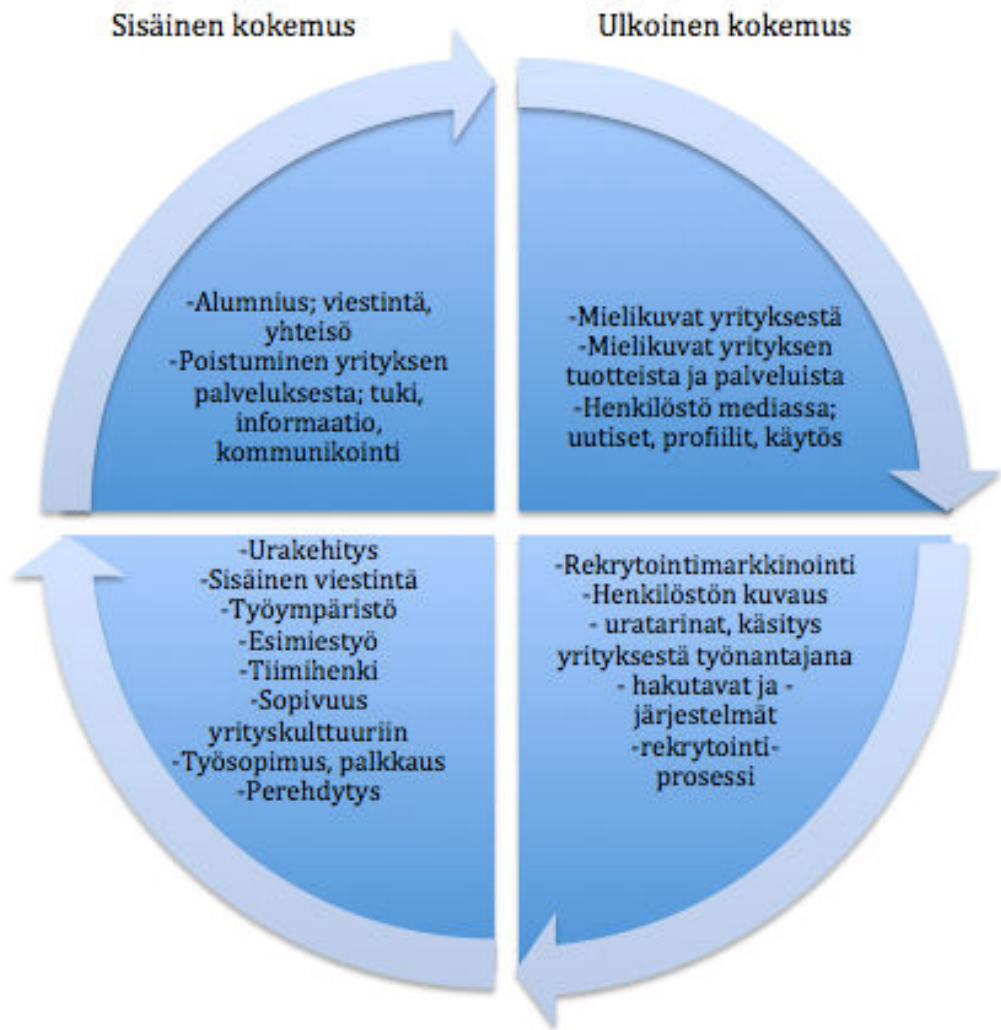 Sisäinen kokemus
Ulkoinen kokemus
-Alumnius; viestintä,
yhteisö
-Poistuminen yrityksen
palveluksesta; tuki,
informaatio,
kommunikointi
-Mielikuvat yrityksestä
-Mielikuvat yrityksen
tuotteista ja palveluista
-Henkilöstö mediassa;
uutiset, profiilit, käytös
-Urakehitys
-Sisäinen viestintä
-Työympäristö
-Esimiestyö
-Tiimihenki
-Sopivuus
yrityskulttuuriin
-Työsopimus, palkkaus
-Perehdytys
-Rekrytointimarkkinointi
-Henkilöstön kuvaus
- uratarinat, käsitys
yrityksestä työnantajana
- hakutavat ja -
järjestelmät
-rekrytointi-
prosessi